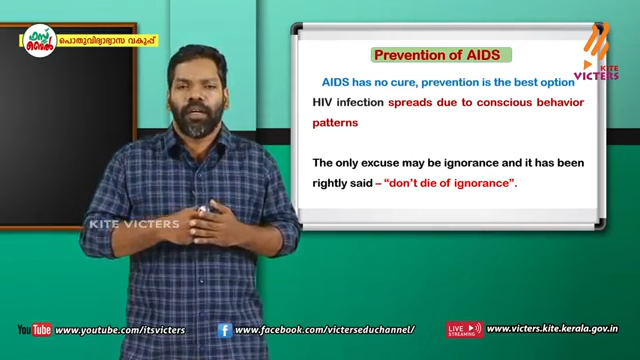 ഫസ്റ്റ്
ബെൽ
പൊതുവിദ്യാഭ്യാസ വകുപ്പ്
Prevention of AIDS
KITE
VICTERS
AIDS has no cure, prevention is the best option
HIV infection spreads due to conscious behavior
patterns
The only excuse may be ignorance and it has been
rightly said – “don’t die of ignorance”.
KITE VICTERS
YouTube www.youtube.com/itsvicters
f www.facebook.com/victerseduchannel/
LIVE STREAMING www.victers.kite.kerala.gov.in